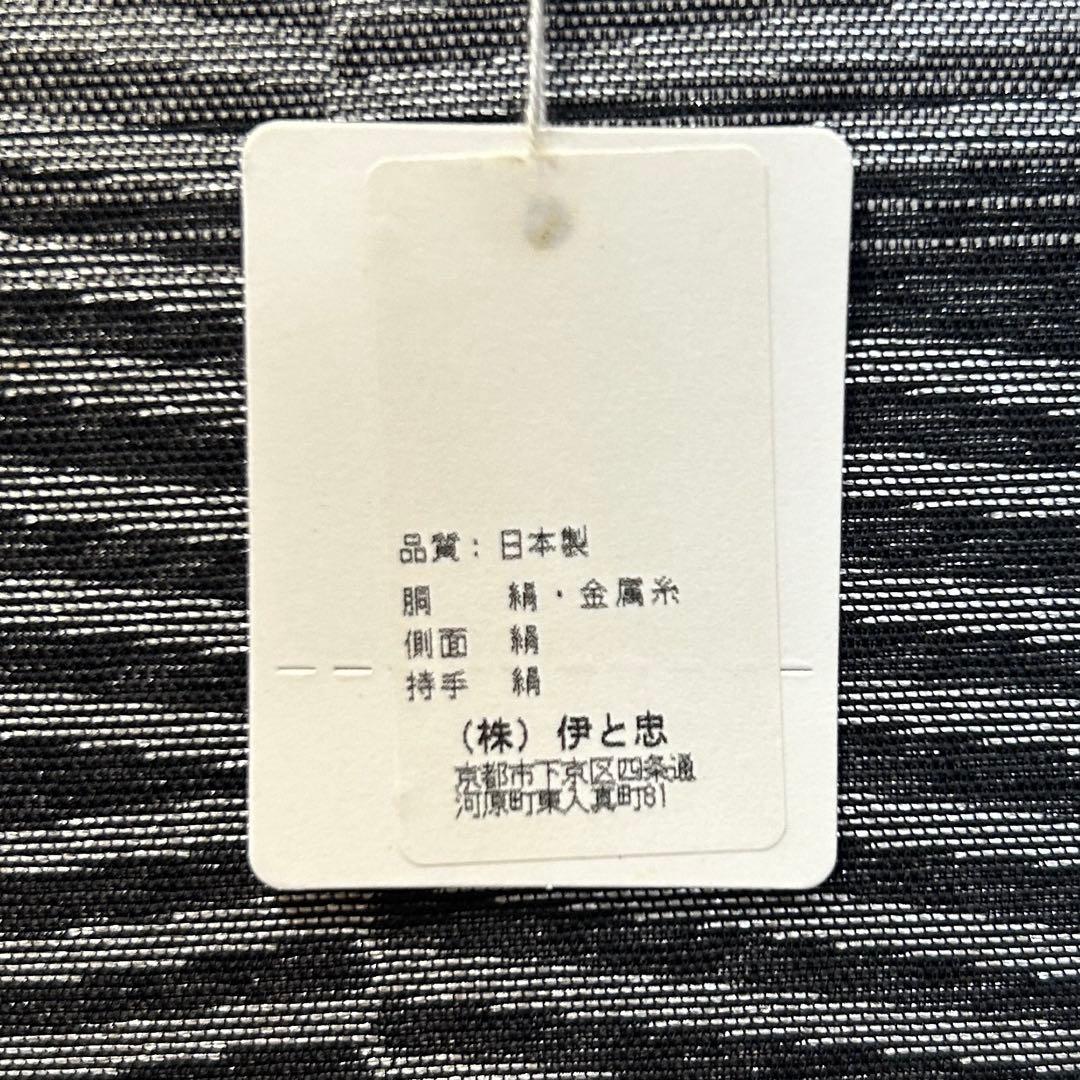 品質：日本製
胴　　絹・金属糸
側面　絹
持手　絹
（株）伊と忠
京都市下京区四条通
河原町東入真町81